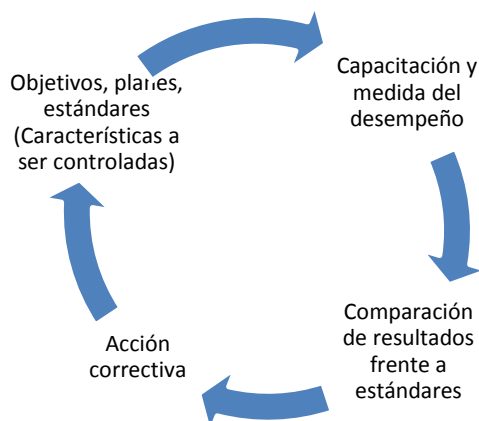 Objetivos, planes,
estándares
(Características a
ser controladas)
Capacitación y
medida del
desempeño
Comparación
de resultados
frente a
estándares
Acción
correctiva